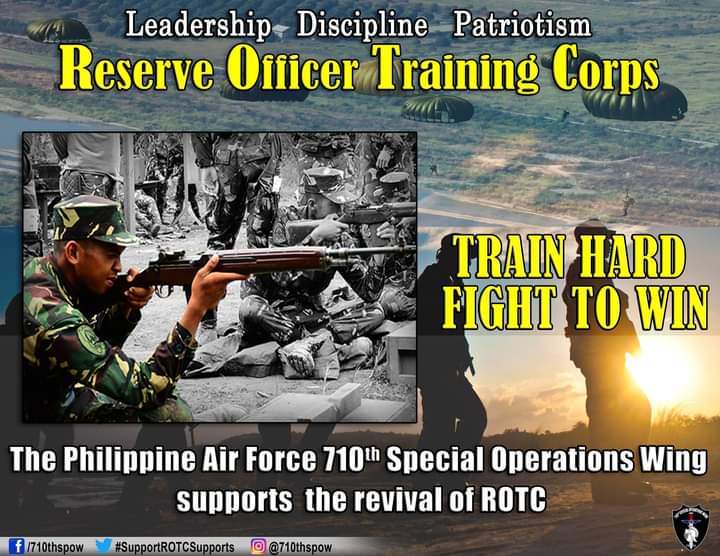 Leadership Discipline Patriotism
Reserve Officer Training Corps
TRAIN HARD
FIGHT TO WIN
The Philippine Air Force 710th Special Operations Wing
supports the revival of ROTC
/710thspow #SupportROTCSupports @710thspow